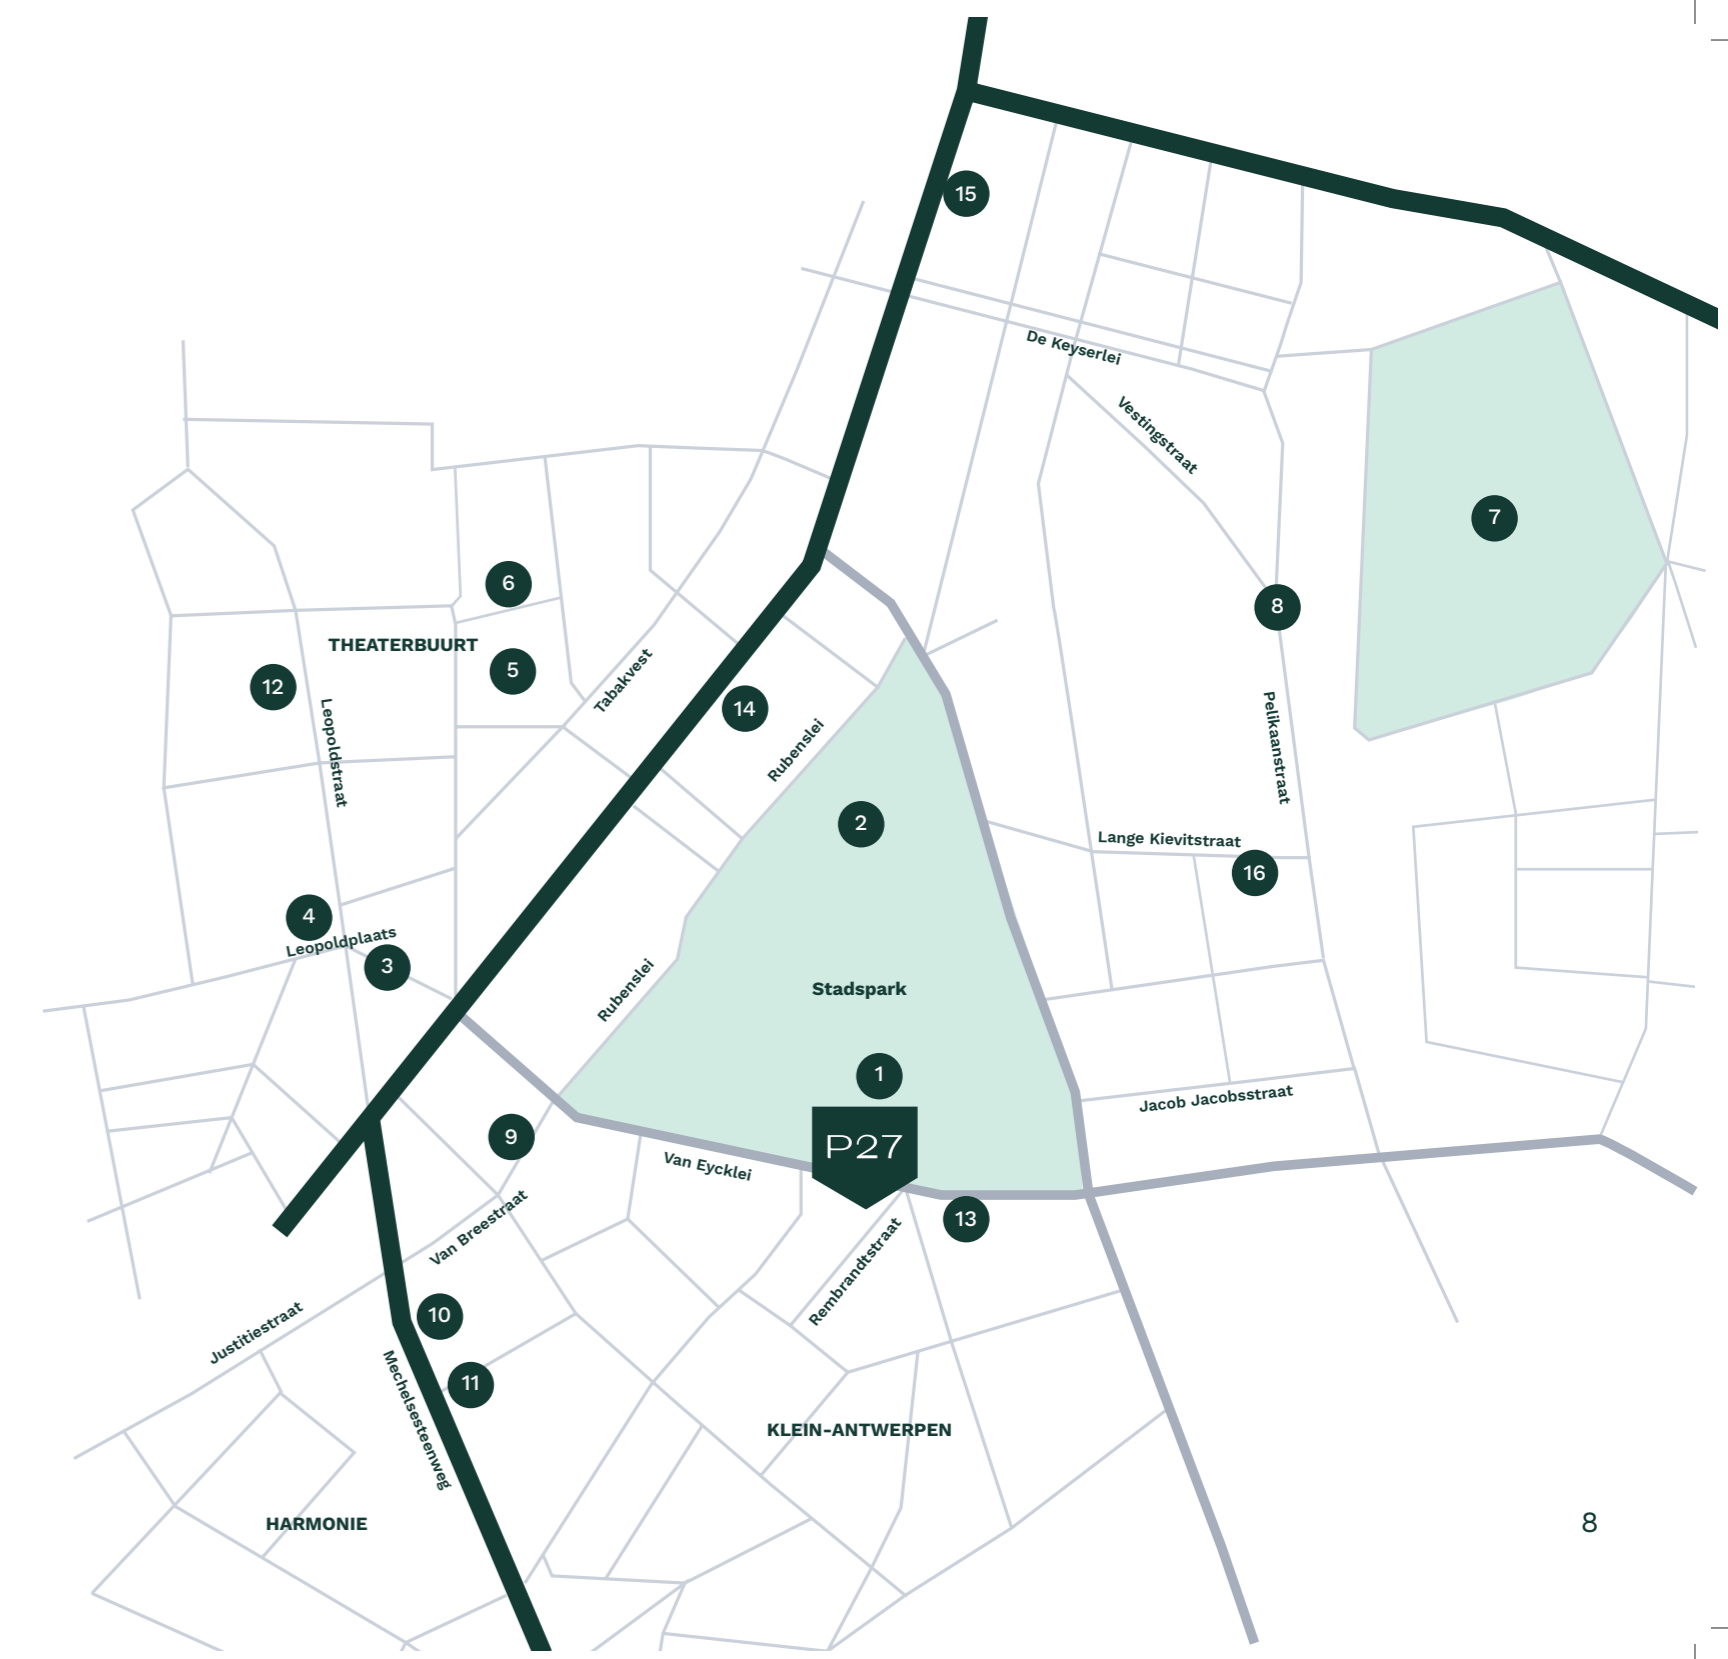 15
De Keyserlei
Vestingstraat
7
6
8
THEATERBUURT
5
12
Tabakvest
14
Leopoldstraat
Rubenslei
Pelikaanstraat
2
Lange Kievitstraat
16
4
Leopoldplaats
3
Rubenslei
Stadspark
1
Jacob Jacobsstraat
9
P27
Van Eycklei
13
Van Breestraat
Rembrandtstraat
10
Justitiestraat
11
Mechelsesteenweg
KLEIN-ANTWERPEN
HARMONIE
8